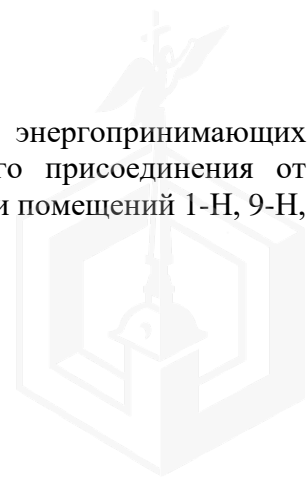 энергопринимающих
го присоединения от
и помещений 1-Н, 9-Н,